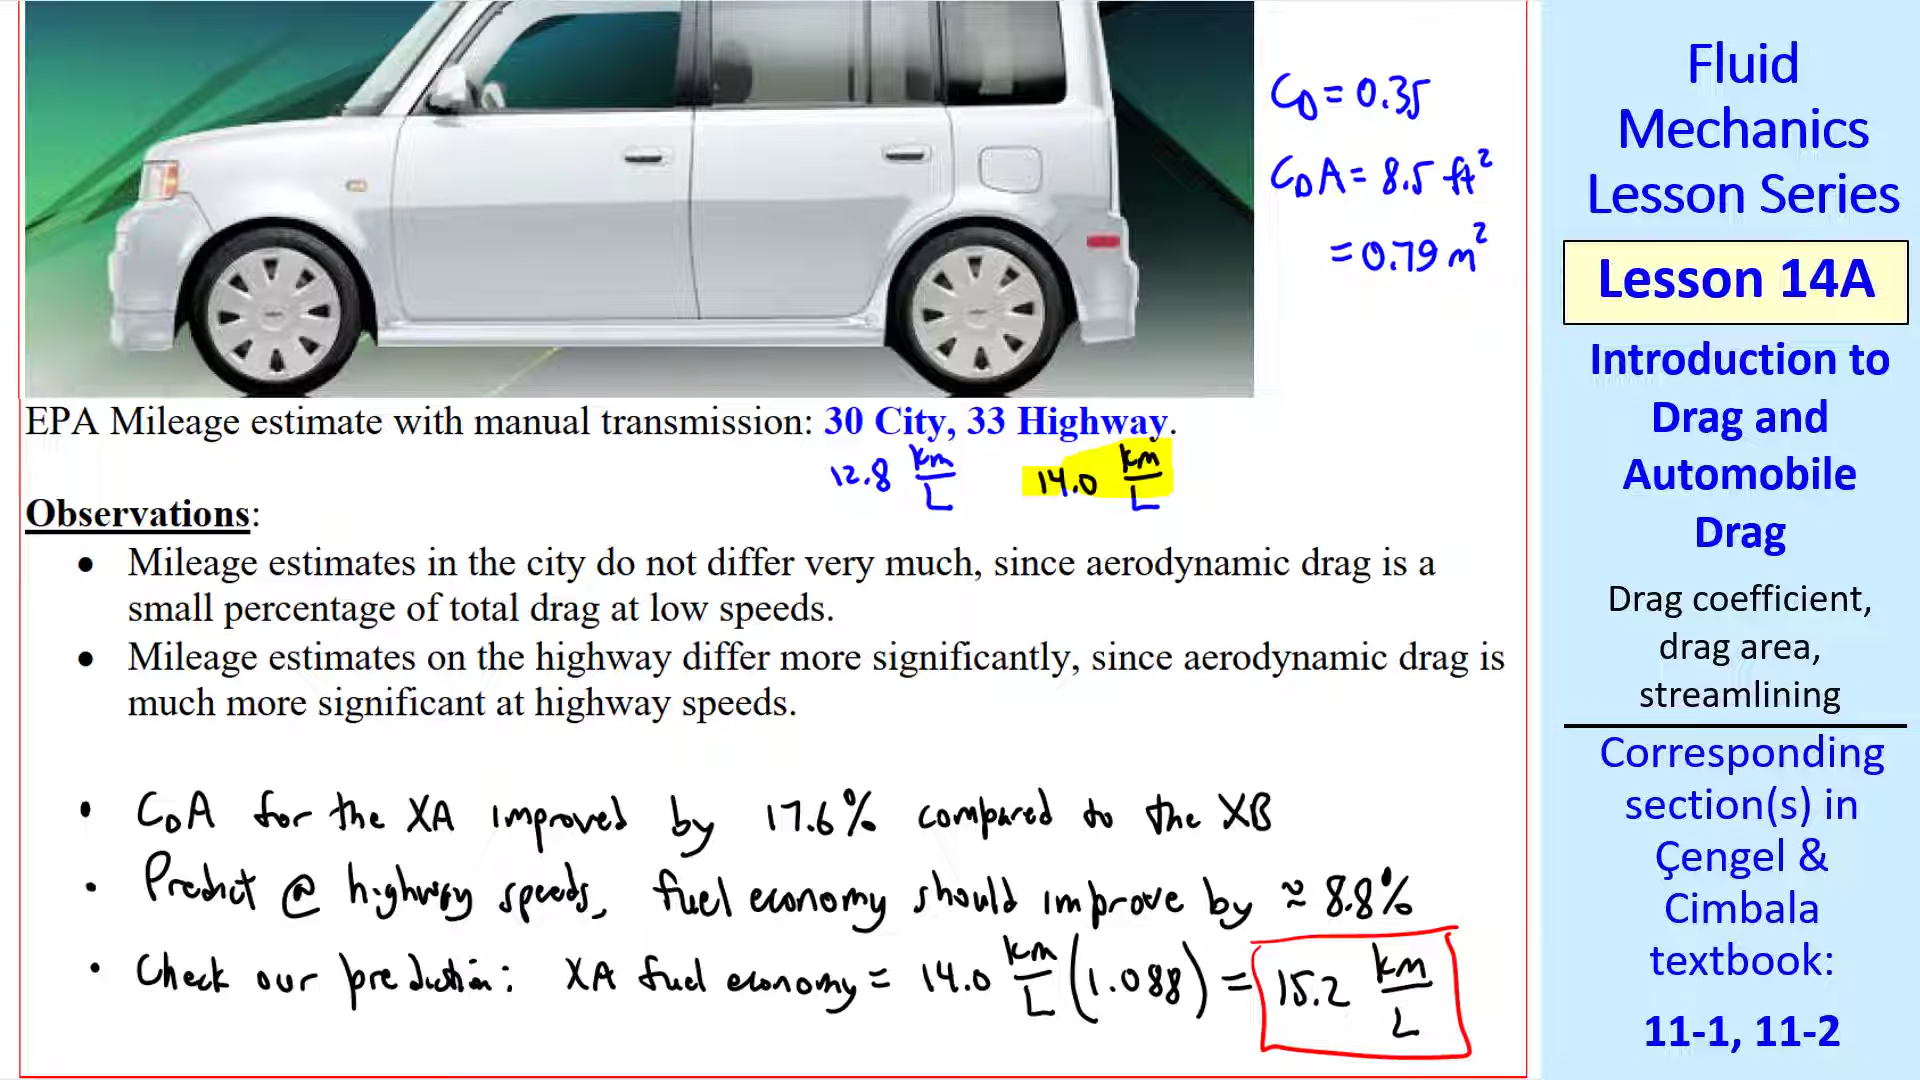 C_D = 0.35
C_D A = 8.5 ft²
= 0.79 m²
EPA Mileage estimate with manual transmission: 30 City, 33 Highway.
12.8 km/L 14.0 km/L
Observations:
• Mileage estimates in the city do not differ very much, since aerodynamic drag is a
small percentage of total drag at low speeds.
• Mileage estimates on the highway differ more significantly, since aerodynamic drag is
much more significant at highway speeds.
• C_D A for the XA improved by 17.6% compared to the XB
• Predict @ highway speeds, fuel economy should improve by ≈ 8.8%
• Check our prediction: XA fuel economy = 14.0 km/L (1.088) = 15.2 km/L
Fluid
Mechanics
Lesson Series
Lesson 14A
Introduction to
Drag and
Automobile
Drag
Drag coefficient,
drag area,
streamlining
Corresponding
section(s) in
Çengel &
Cimbala
textbook:
11-1, 11-2